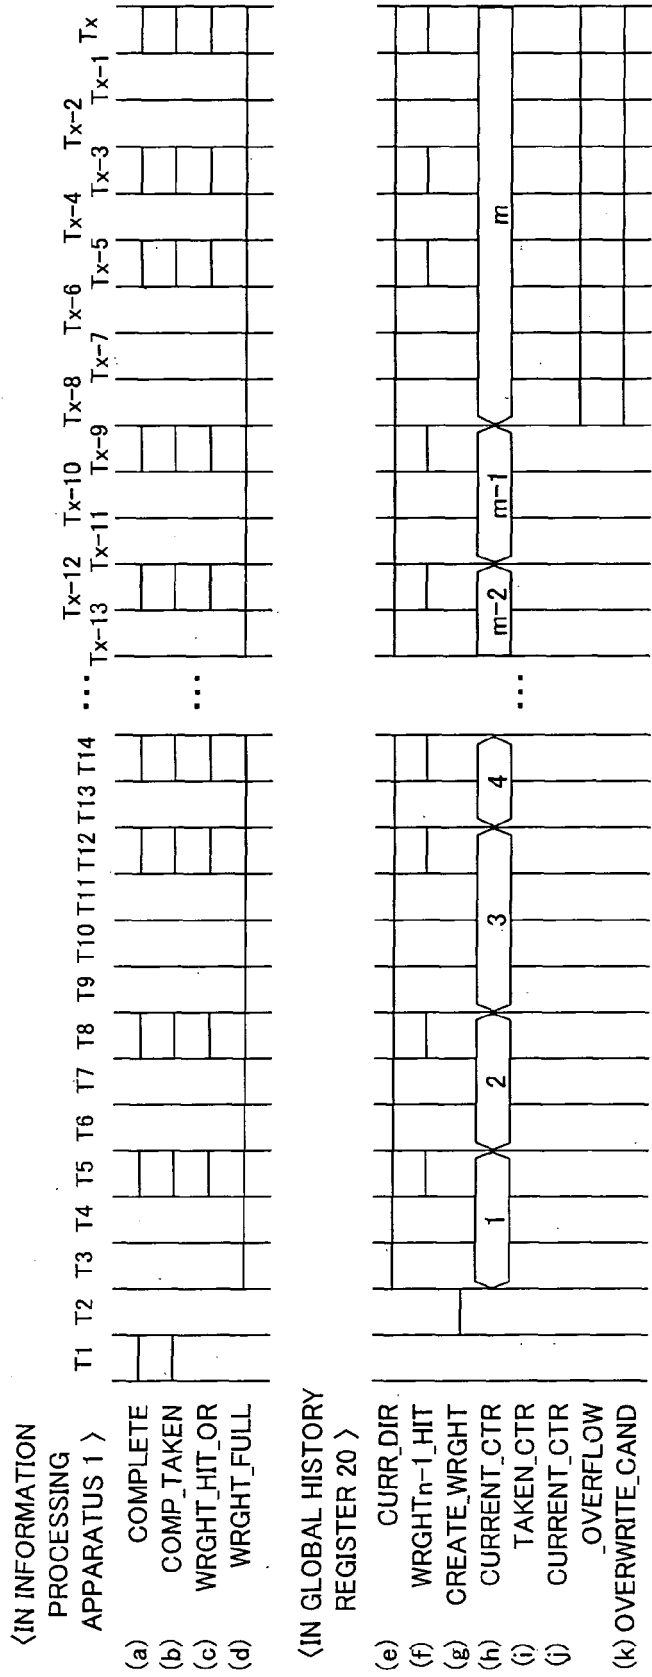 〈IN INFORMATION
PROCESSING
APPARATUS 1 〉
T1 T2 T3 T4 T5 T6 T7 T8 T9 T10 T11 T12 T13 T14 ... Tx-13 Tx-12 Tx-11 Tx-10 Tx-9 Tx-8 Tx-7 Tx-6 Tx-5 Tx-4 Tx-3 Tx-2 Tx-1 Tx
(a) COMPLETE
(b) COMP_TAKEN
(c) WRGHT_HIT_OR ...
(d) WRGHT_FULL
〈IN GLOBAL HISTORY
REGISTER 20 〉
(e) CURR_DIR
(f) WRGHTn-1_HIT
(g) CREATE_WRGHT
(h) CURRENT_CTR 1 2 3 4 m-2 m-1 m
(i) TAKEN_CTR ...
(j) CURRENT_CTR
_OVERFLOW
(k) OVERWRITE_CAND